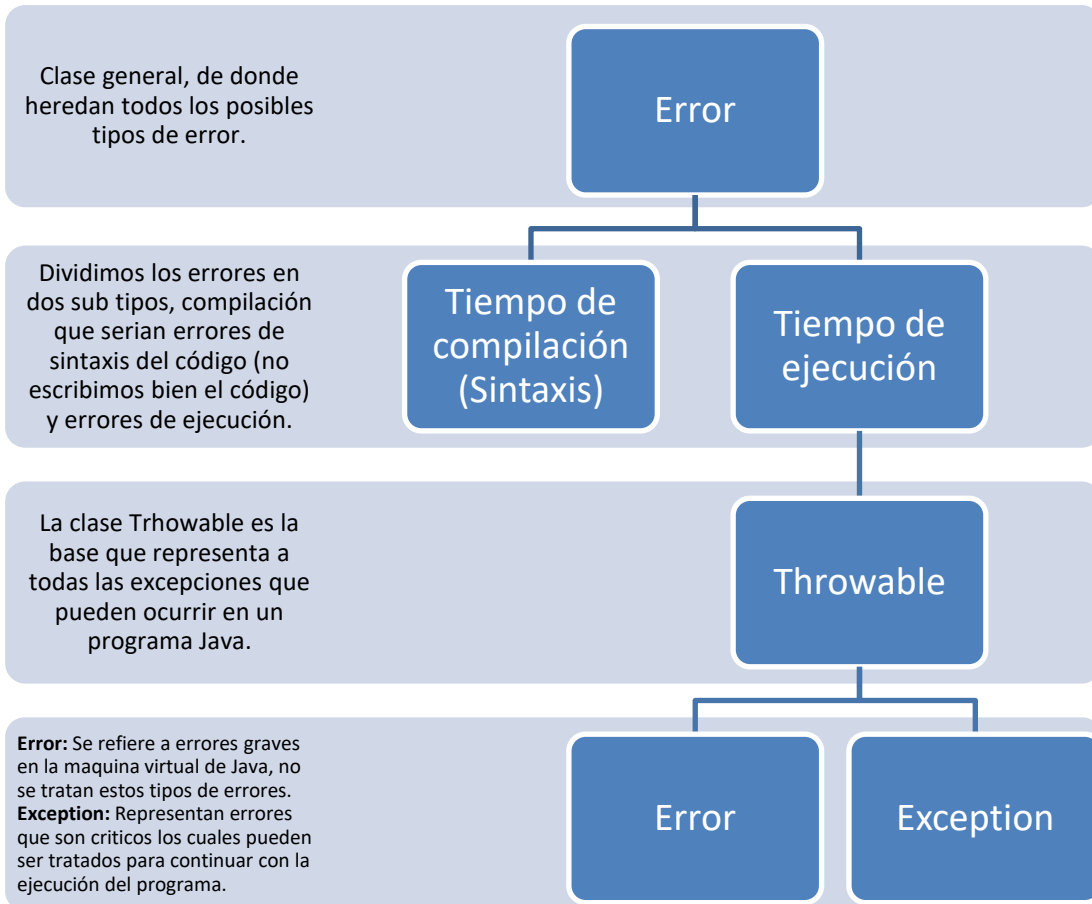 Clase general, de donde
heredan todos los posibles
tipos de error.
Error
Dividimos los errores en
dos sub tipos, compilación
que serian errores de
sintaxis del código (no
escribimos bien el código)
y errores de ejecución.
Tiempo de
compilación
(Sintaxis)
Tiempo de
ejecución
La clase Trhowable es la
base que representa a
todas las excepciones que
pueden ocurrir en un
programa Java.
Throwable
Error: Se refiere a errores graves
en la maquina virtual de Java, no
se tratan estos tipos de errores.
Exception: Representan errores
que son criticos los cuales pueden
ser tratados para continuar con la
ejecución del programa.
Error
Exception